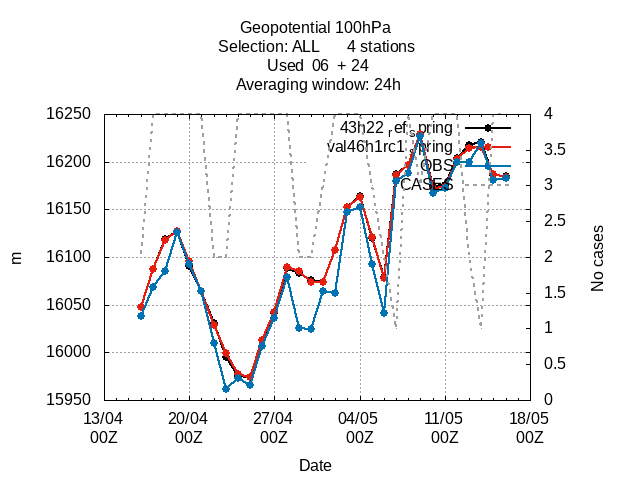 Geopotential 100hPa
Selection: ALL 4 stations
Used 06 + 24
Averaging window: 24h
16250
16200
16150
16100
16050
16000
15950
m
4
3.5
3
2.5
2
1.5
1
0.5
0
No cases
43h22_ref_spring
val46h1rc1_spring
OBS
CASES
13/04 20/04 27/04 04/05 11/05 18/05
00Z 00Z 00Z 00Z 00Z 00Z
Date